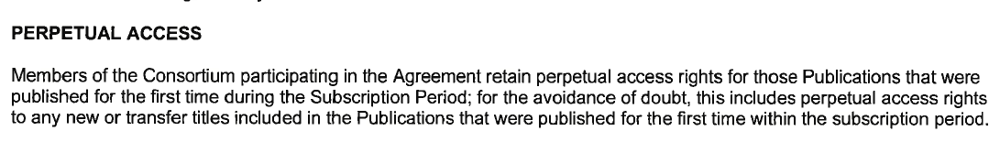 PERPETUAL ACCESS
Members of the Consortium participating in the Agreement retain perpetual access rights for those Publications that were
published for the first time during the Subscription Period; for the avoidance of doubt, this includes perpetual access rights
to any new or transfer titles included in the Publications that were published for the first time within the subscription period.